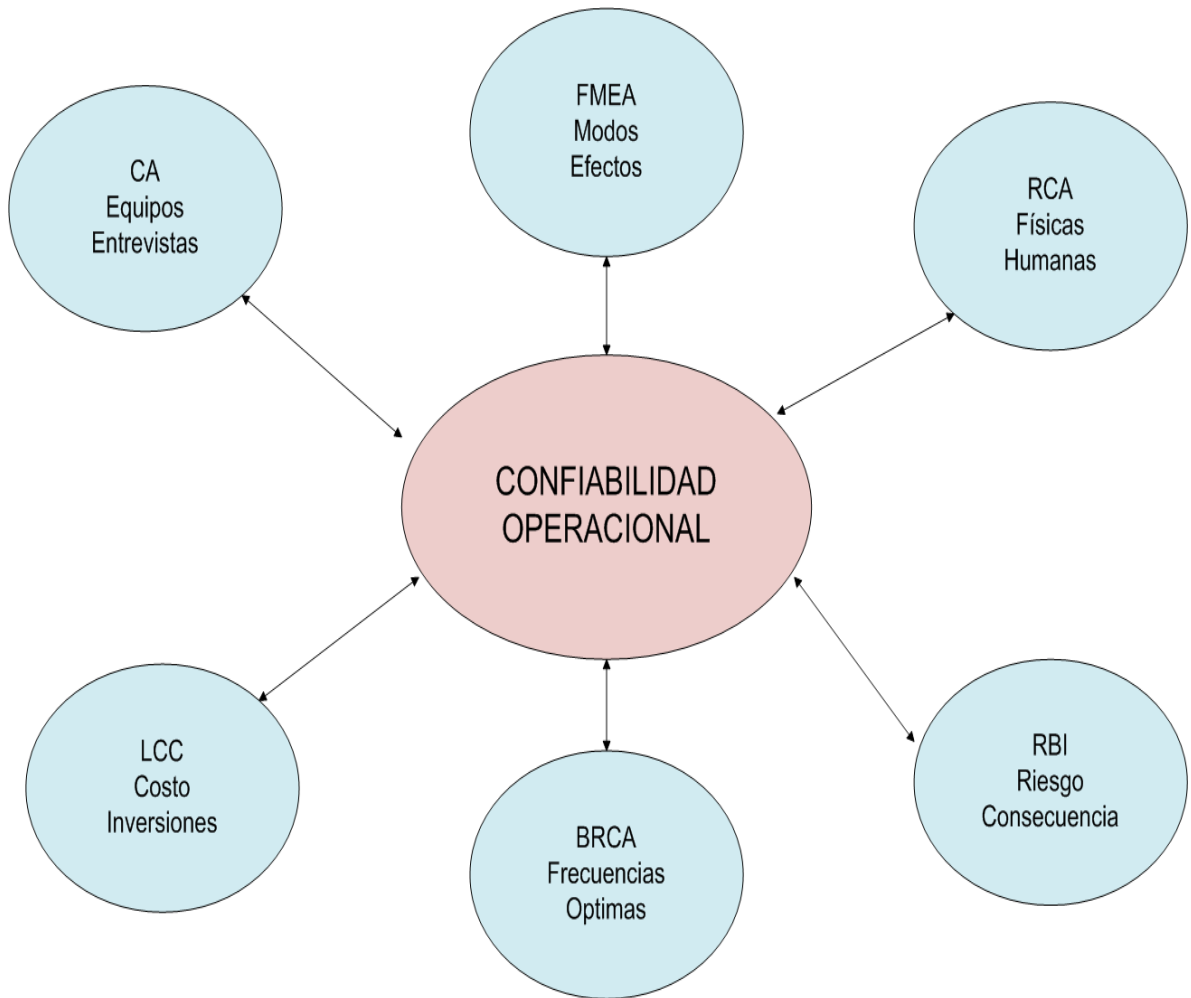 FMEA
Modos
Efectos
CA
Equipos
Entrevistas
RCA
Físicas
Humanas
CONFIABILIDAD
OPERACIONAL
LCC
Costo
Inversiones
RBI
Riesgo
Consecuencia
BRCA
Frecuencias
Optimas